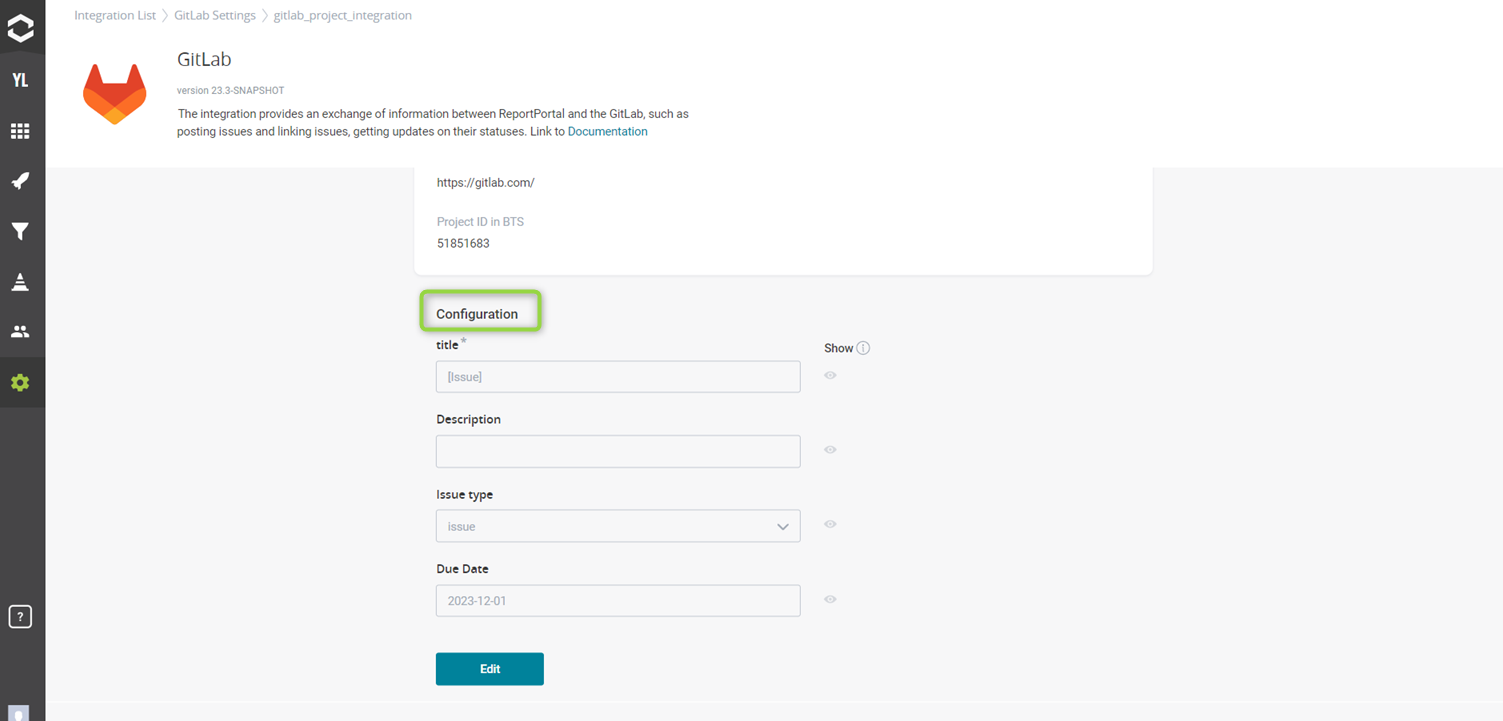 Integration List > GitLab Settings > gitlab_project_integration
GitLab
YL
version 23.3-SNAPSHOT
The integration provides an exchange of information between ReportPortal and the GitLab, such as
posting issues and linking issues, getting updates on their statuses. Link to Documentation
https://gitlab.com/
Project ID in BTS
51851683
Configuration
title *
Show
[Issue]
Description
Issue type
issue
Due Date
2023-12-01
?
Edit